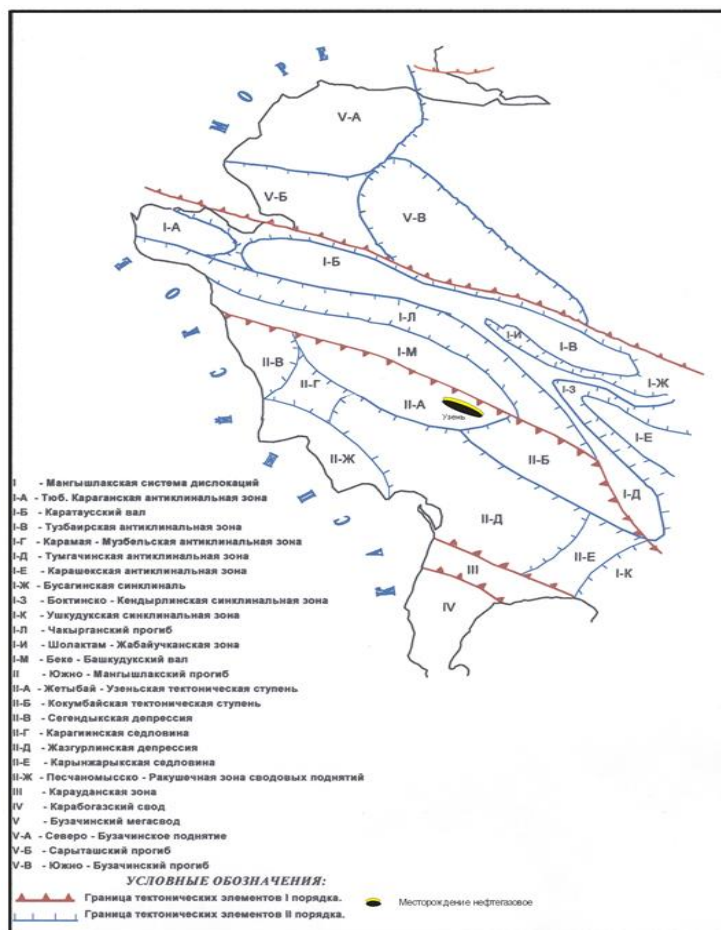 МОРЕ
V-А
V-Б
V-В
I-А
I-Б
I-Л
I-И
I-В
I-М
I-Ж
I-З
II-В
II-Г
II-А
Узень
I-Е
II-Б
II-Ж
I-Д
II-Д
II-Е
I-К
III
IV
I - Мангышлакская система дислокаций
I-А - Тюб. Караганская антиклинальная зона
I-Б - Каратаусский вал
I-В - Тузбаирская антиклинальная зона
I-Г - Карамая - Музбельская антиклинальная зона
I-Д - Тумгачинская антиклинальная зона
I-Е - Карашекская антиклинальная зона
I-Ж - Бусагинская синклиналь
I-З - Боктинско - Кендырлинская синклинальная зона
I-К - Ушкудукская синклинальная зона
I-Л - Чакырганский прогиб
I-И - Шолактам - Жабайучканская зона
I-М - Беке - Башкудукский вал
II - Южно - Мангышлакский прогиб
II-А - Жетыбай - Узеньская тектоническая ступень
II-Б - Кокумбайская тектоническая ступень
II-В - Сегендыкская депрессия
II-Г - Карагиинская седловина
II-Д - Жазгурлинская депрессия
II-Е - Карынжарыкская седловина
II-Ж - Песчаномысско - Ракушечная зона сводовых поднятий
III - Карауданская зона
IV - Карабогазский свод
V - Бузачинский мегасвод
V-А - Северо - Бузачинское поднятие
V-Б - Сарыташский прогиб
V-В - Южно - Бузачинский прогиб
УСЛОВНЫЕ ОБОЗНАЧЕНИЯ:
Граница тектонических элементов I порядка.
Месторождение нефтегазовое
Граница тектонических элементов II порядка.